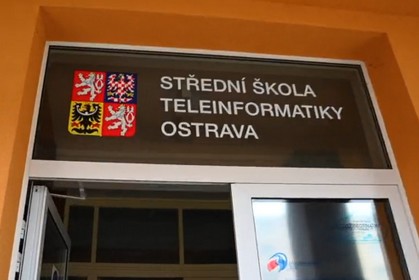 STŘEDNÍ ŠKOLA
TELEINFORMATIKY
OSTRAVA